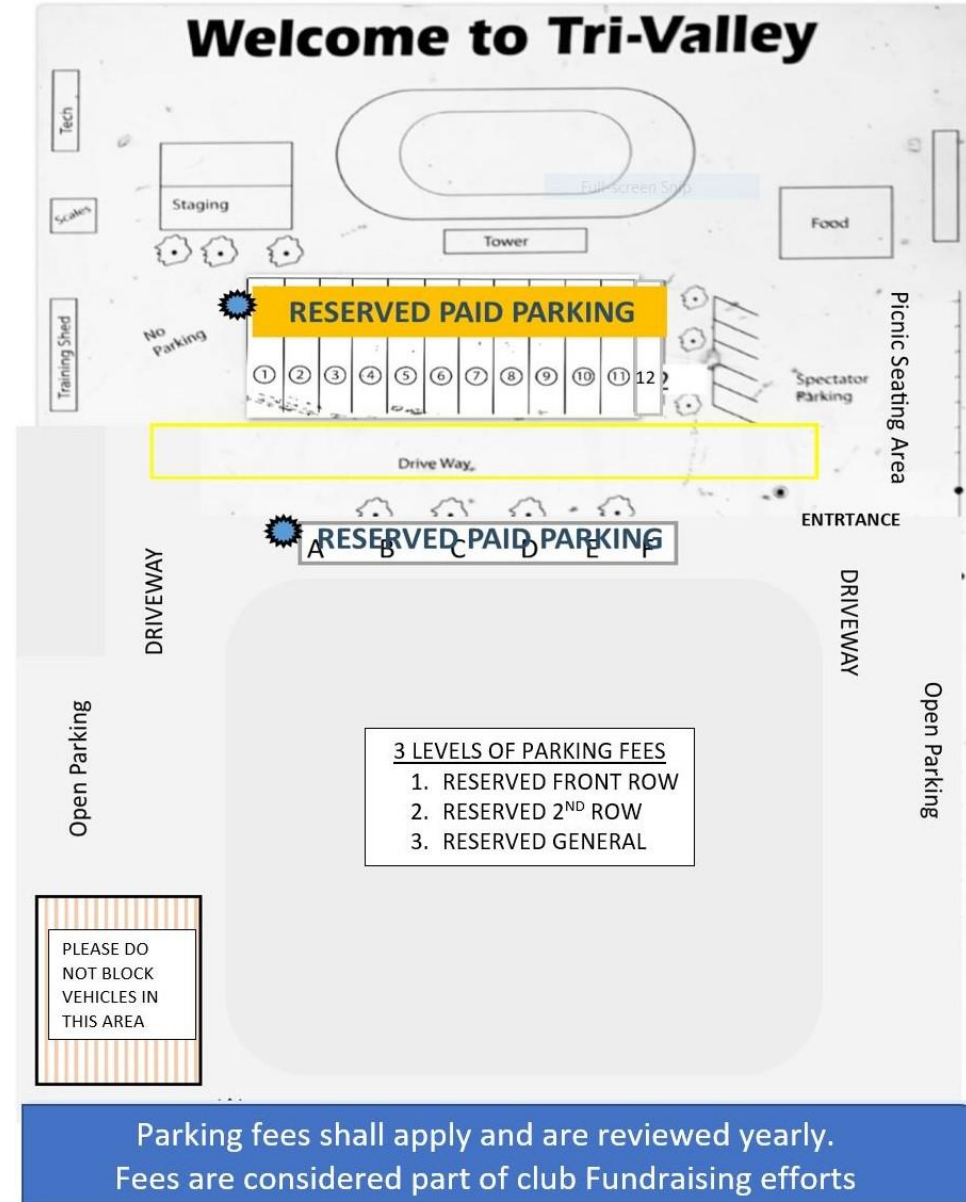 Welcome to Tri-Valley
Tech
Full-screen Snip
Scales
Staging
Food
Tower
RESERVED PAID PARKING
No
Parking
Training Shed
1 2 3 4 5 6 7 8 9 10 11 12
Spectator
Parking
Picnic Seating Area
Drive Way
ENTRTANCE
RESERVED PAID PARKING
A B C D E F
DRIVEWAY
DRIVEWAY
Open Parking
Open Parking
3 LEVELS OF PARKING FEES
1. RESERVED FRONT ROW
2. RESERVED 2ND ROW
3. RESERVED GENERAL
PLEASE DO
NOT BLOCK
VEHICLES IN
THIS AREA
Parking fees shall apply and are reviewed yearly.
Fees are considered part of club Fundraising efforts